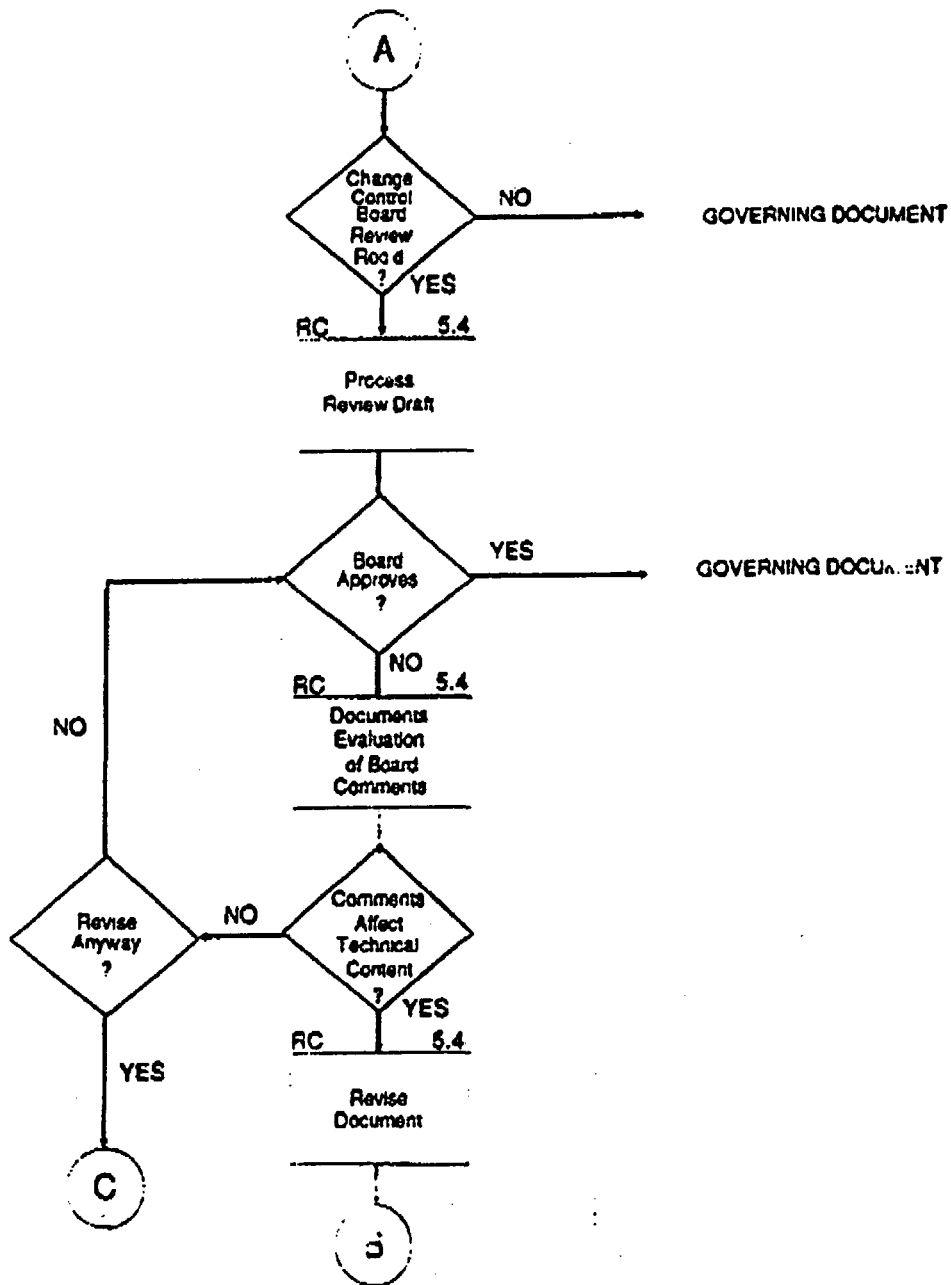 A
Change
Control
Board
Review
?
NO
GOVERNING DOCUMENT
YES
RC 5.4
Process
Review Draft
Board
Approves
?
YES
GOVERNING
NO
RC 5.4
Documents
Evaluation
of Board
Comments
NO
Comments
Affect
Technical
Content
?
NO
Revise
Anyway
?
YES
RC 5.4
YES
Revise
Document
C